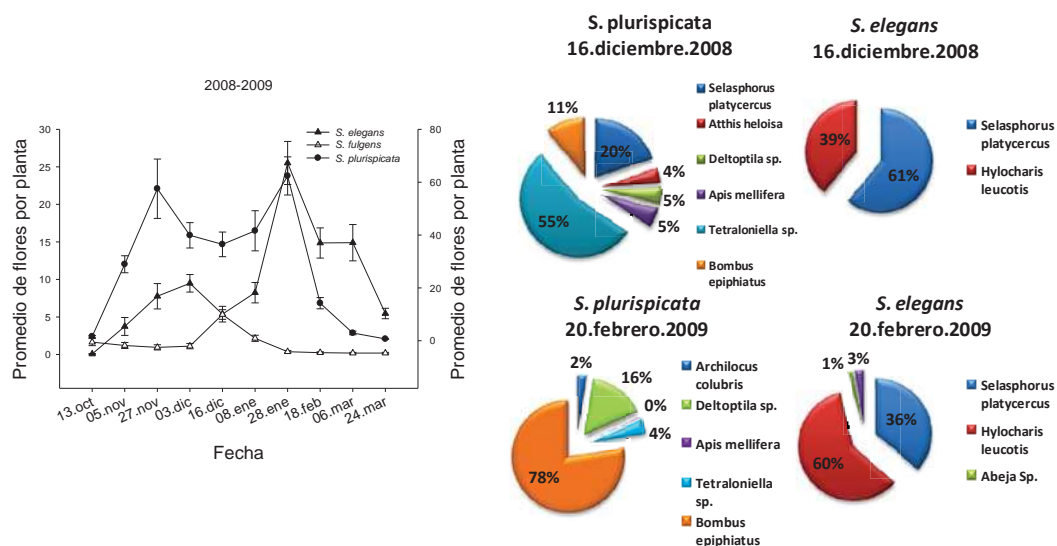 2008-2009
Promedio de flores por planta
30
25
20
15
10
5
0
S. elegans
S. fulgens
S. plurispicata
80
60
40
20
0
Promedio de flores por planta
13.oct
05.nov
27.nov
03.dic
16.dic
08.ene
28.ene
18.feb
06.mar
24.mar
Fecha
S. plurispicata
16.diciembre.2008
11%
20%
4%
5%
5%
55%
Selasphorus
platycercus
Atthis heloisa
Deltoptila sp.
Apis mellifera
Tetraloniella sp.
Bombus
epiphiatus
S. elegans
16.diciembre.2008
39%
61%
Selasphorus
platycercus
Hylocharis
leucotis
S. plurispicata
20.febrero.2009
2%
16%
0%
4%
78%
Archilocus
colubris
Deltoptila sp.
Apis mellifera
Tetraloniella
sp.
Bombus
epiphiatus
S. elegans
20.febrero.2009
1%
3%
36%
60%
Selasphorus
platycercus
Hylocharis
leucotis
Abeja Sp.